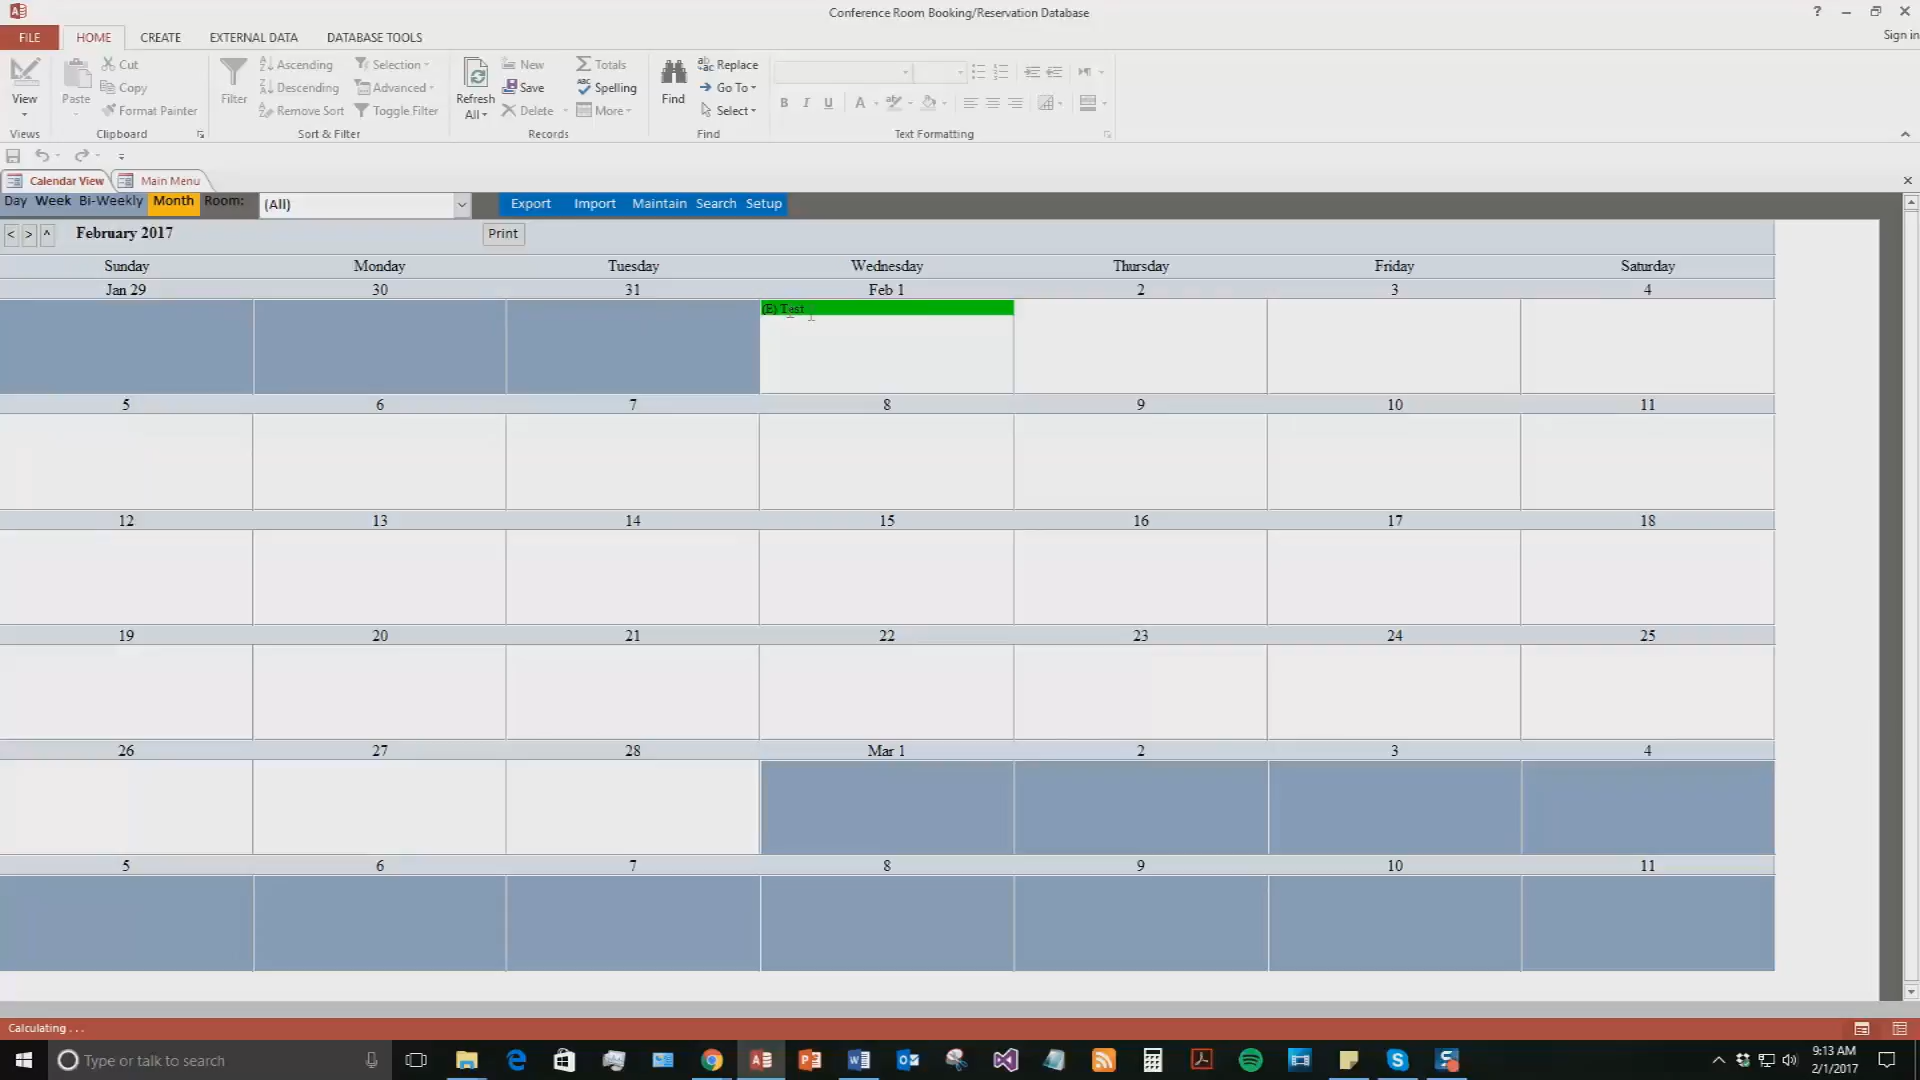 Conference Room Booking/Reservation Database
?
Sign in
FILE HOME CREATE EXTERNAL DATA DATABASE TOOLS
View
Views
Paste
Cut
Copy
Format Painter
Clipboard
Filter
Ascending
Descending
Remove Sort
Selection
Advanced
Toggle Filter
Sort & Filter
Refresh
All
New
Save
Delete
Totals
Spelling
More
Records
Find
Replace
Go To
Select
Find
B I U A
Text Formatting
Calendar View Main Menu
Day Week Bi-Weekly Month Room: (All) Export Import Maintain Search Setup
< > ^ February 2017 Print
Sunday Monday Tuesday Wednesday Thursday Friday Saturday
Jan 29 30 31 Feb 1 2 3 4
(E) Test
5 6 7 8 9 10 11
12 13 14 15 16 17 18
19 20 21 22 23 24 25
26 27 28 Mar 1 2 3 4
5 6 7 8 9 10 11
Calculating . . .
Type or talk to search
9:13 AM
2/1/2017